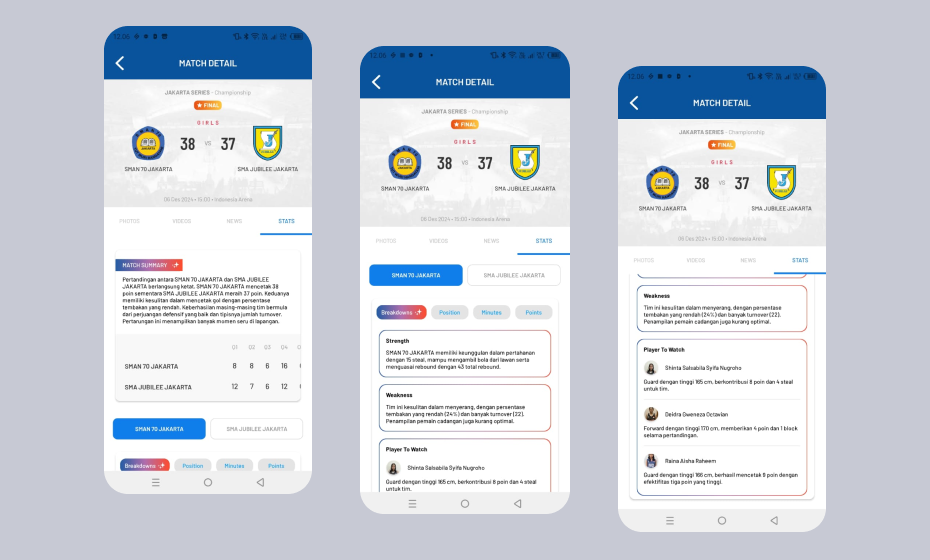 12.06
MATCH DETAIL
JAKARTA SERIES - Championship
FINAL
GIRLS
38 VS 37
SMAN 70 JAKARTA
SMA JUBILEE JAKARTA
06 Des 2024 • 15:00 • Indonesia Arena
PHOTOS VIDEOS NEWS STATS
MATCH SUMMARY
Pertandingan antara SMAN 70 JAKARTA dan SMA JUBILEE
JAKARTA berlangsung ketat. SMAN 70 JAKARTA mencetak 38
poin sementara SMA JUBILEE JAKARTA meraih 37 poin. Keduanya
memiliki kesulitan dalam mencetak gol dengan persentase
tembakan yang rendah. Keberhasilan masing-masing tim bermula
dari perjuangan defensif yang baik dan tipisnya jumlah turnover.
Pertarungan ini menampilkan banyak momen seru di lapangan.
Q1 Q2 Q3 Q4
SMAN 70 JAKARTA 8 8 6 16
SMA JUBILEE JAKARTA 12 7 6 12
SMAN 70 JAKARTA SMA JUBILEE JAKARTA
Breakdowns Position Minutes Points
12.06
MATCH DETAIL
JAKARTA SERIES - Championship
FINAL
GIRLS
38 VS 37
SMAN 70 JAKARTA
SMA JUBILEE JAKARTA
06 Des 2024 • 15:00 • Indonesia Arena
PHOTOS VIDEOS NEWS STATS
SMAN 70 JAKARTA SMA JUBILEE JAKARTA
Breakdowns Position Minutes Points
Strength
SMAN 70 JAKARTA memiliki keunggulan dalam pertahanan
dengan 15 steal, mampu mengambil bola dari lawan serta
menguasai rebound dengan 43 total rebound.
Weakness
Tim ini kesulitan dalam menyerang, dengan persentase
tembakan yang rendah (24%) dan banyak turnover (22).
Penampilan pemain cadangan juga kurang optimal.
Player To Watch
Shinta Salsabila Syifa Nugroho
Guard dengan tinggi 165 cm, berkontribusi 8 poin dan 4 steal
untuk tim.
12.06
MATCH DETAIL
JAKARTA SERIES - Championship
FINAL
GIRLS
38 VS 37
SMAN 70 JAKARTA
SMA JUBILEE JAKARTA
06 Des 2024 • 15:00 • Indonesia Arena
PHOTOS VIDEOS NEWS STATS
Weakness
Tim ini kesulitan dalam menyerang, dengan persentase
tembakan yang rendah (24%) dan banyak turnover (22).
Penampilan pemain cadangan juga kurang optimal.
Player To Watch
Shinta Salsabila Syifa Nugroho
Guard dengan tinggi 165 cm, berkontribusi 8 poin dan 4 steal
untuk tim.
Deidra Gweneza Octavian
Forward dengan tinggi 170 cm, memberikan 4 poin dan 1 block
selama pertandingan.
Raina Aisha Raheem
Guard dengan tinggi 166 cm, berhasil mencetak 9 poin dengan
efektifitas tiga poin yang tinggi.